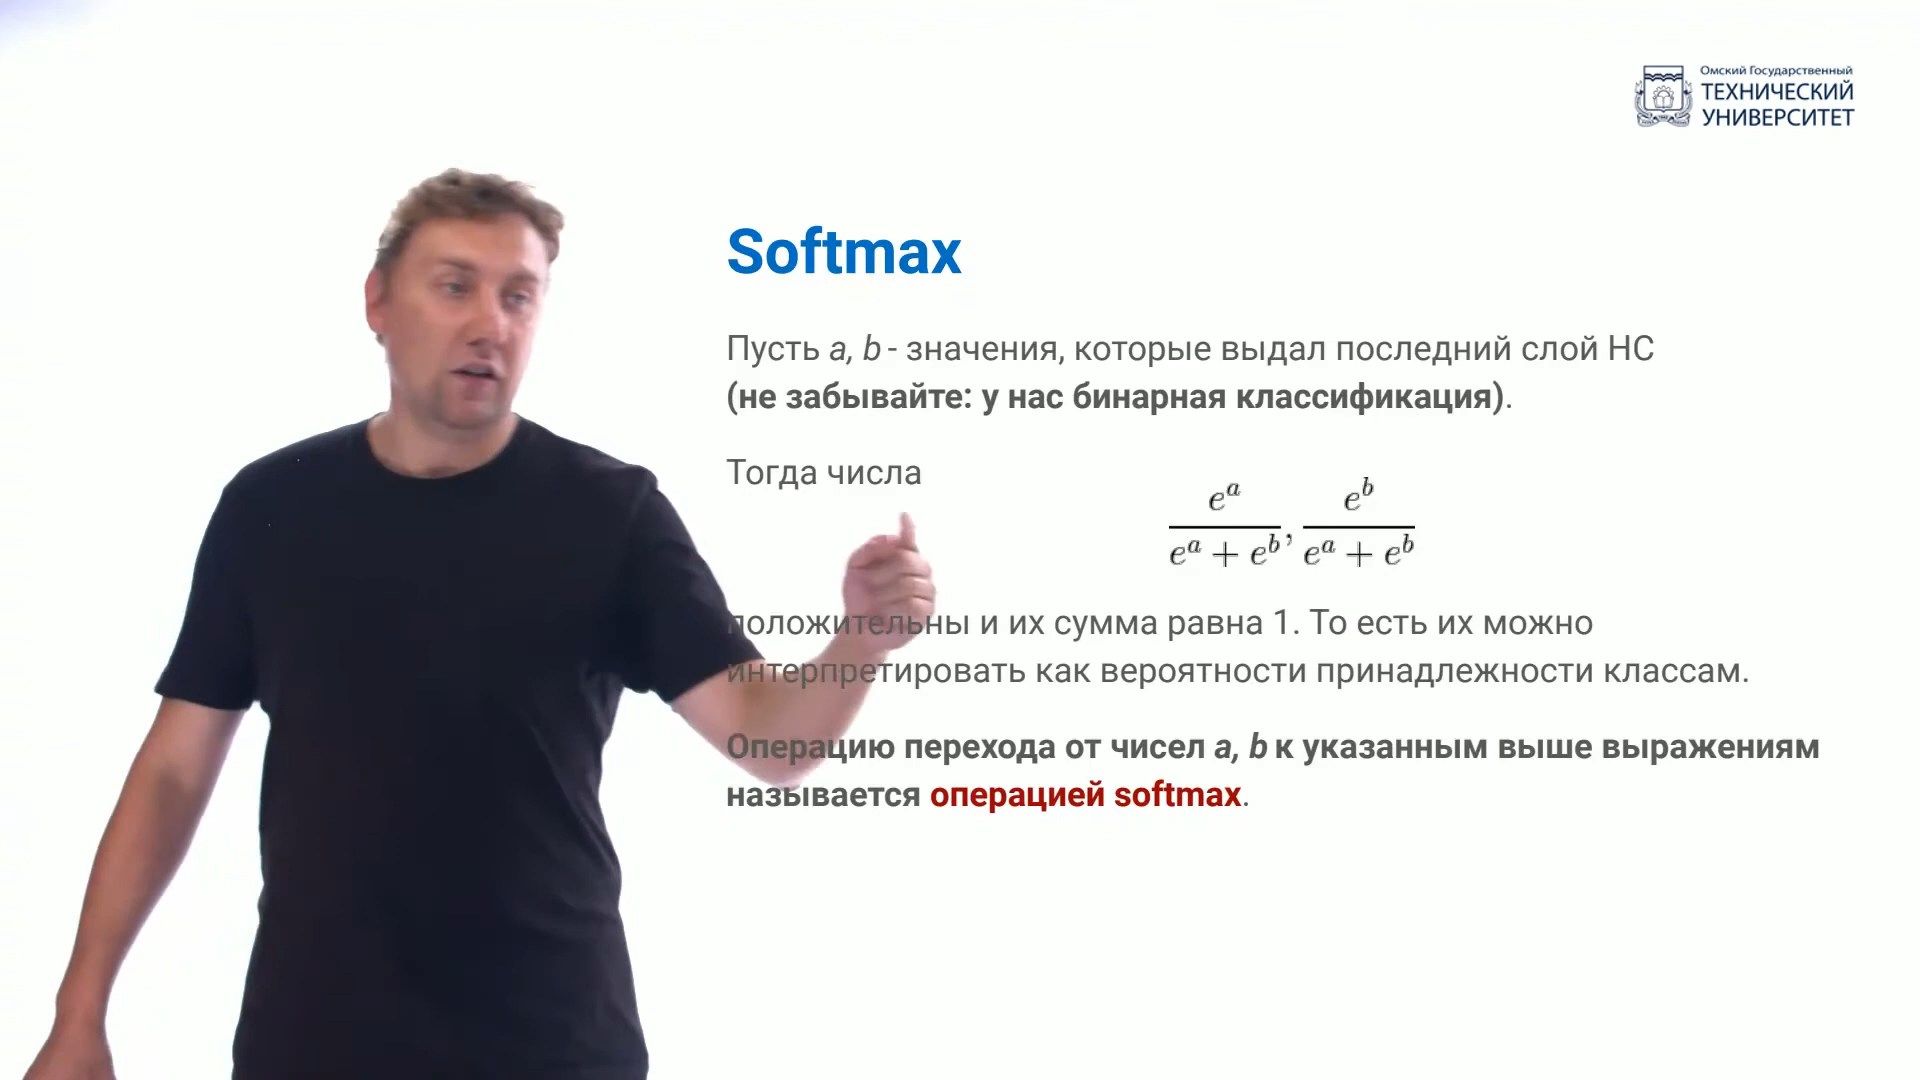 Омский Государственный
ТЕХНИЧЕСКИЙ
УНИВЕРСИТЕТ
Softmax
Пусть a, b - значения, которые выдал последний слой НС
(не забывайте: у нас бинарная классификация).
Тогда числа
e^a / (e^a + e^b), e^b / (e^a + e^b)
положительны и их сумма равна 1. То есть их можно
интерпретировать как вероятности принадлежности классам.
Операцию перехода от чисел a, b к указанным выше выражениям
называется операцией softmax.